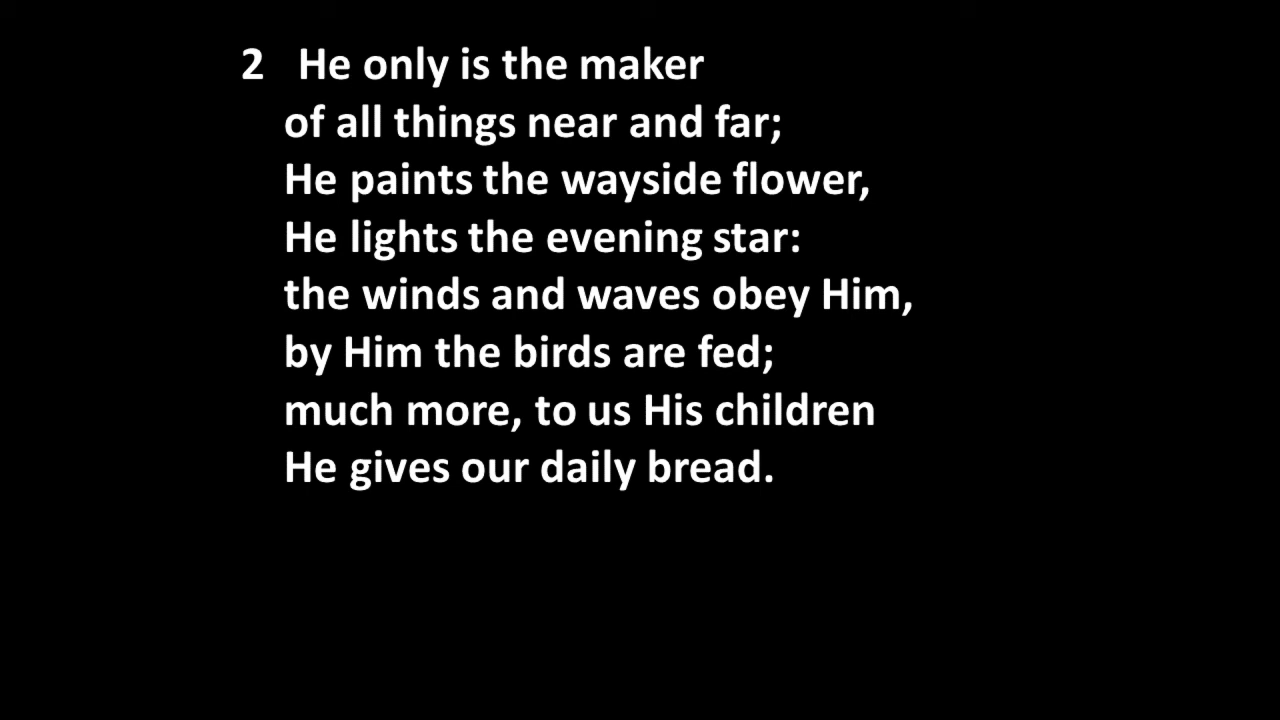 2 He only is the maker
of all things near and far;
He paints the wayside flower,
He lights the evening star:
the winds and waves obey Him,
by Him the birds are fed;
much more, to us His children
He gives our daily bread.